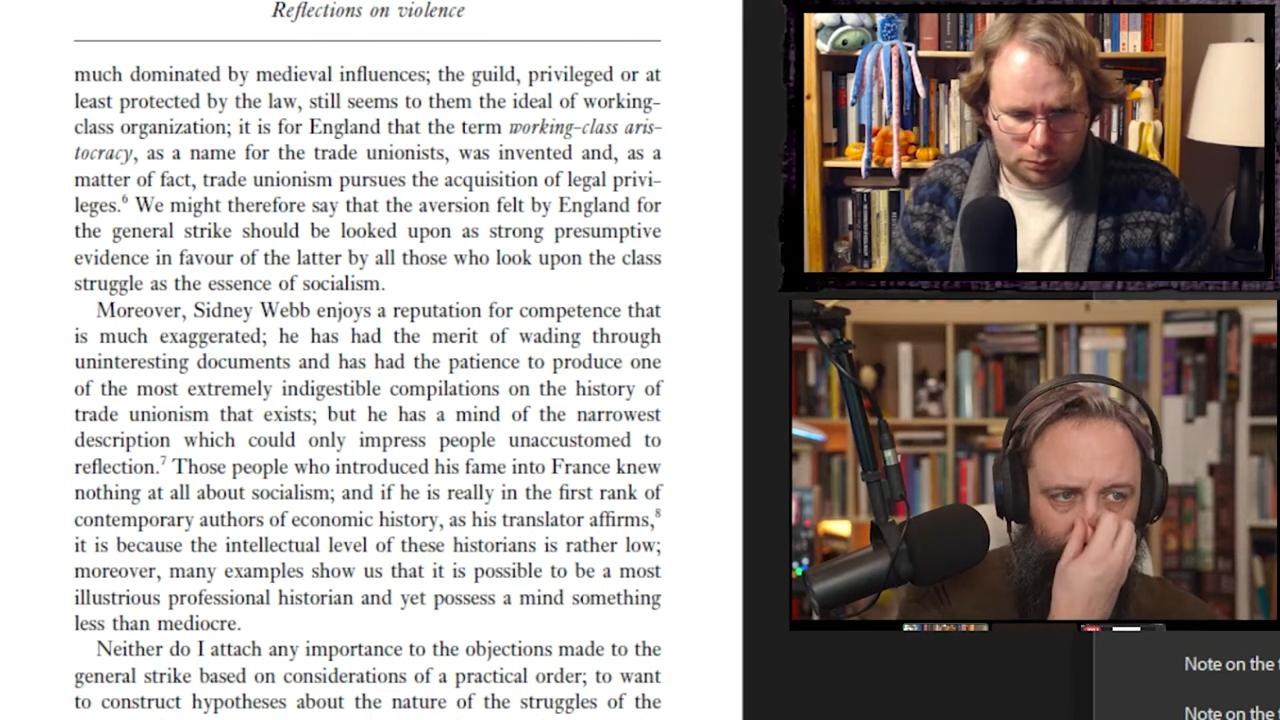 Reflections on violence
much dominated by medieval influences; the guild, privileged or at
least protected by the law, still seems to them the ideal of working-
class organization; it is for England that the term working-class aris-
tocracy, as a name for the trade unionists, was invented and, as a
matter of fact, trade unionism pursues the acquisition of legal privi-
leges.6 We might therefore say that the aversion felt by England for
the general strike should be looked upon as strong presumptive
evidence in favour of the latter by all those who look upon the class
struggle as the essence of socialism.
Moreover, Sidney Webb enjoys a reputation for competence that
is much exaggerated; he has had the merit of wading through
uninteresting documents and has had the patience to produce one
of the most extremely indigestible compilations on the history of
trade unionism that exists; but he has a mind of the narrowest
description which could only impress people unaccustomed to
reflection.7 Those people who introduced his fame into France knew
nothing at all about socialism; and if he is really in the first rank of
contemporary authors of economic history, as his translator affirms,8
it is because the intellectual level of these historians is rather low;
moreover, many examples show us that it is possible to be a most
illustrious professional historian and yet possess a mind something
less than mediocre.
Neither do I attach any importance to the objections made to the
general strike based on considerations of a practical order; to want
to construct hypotheses about the nature of the struggles of the
Note on the
Note on the